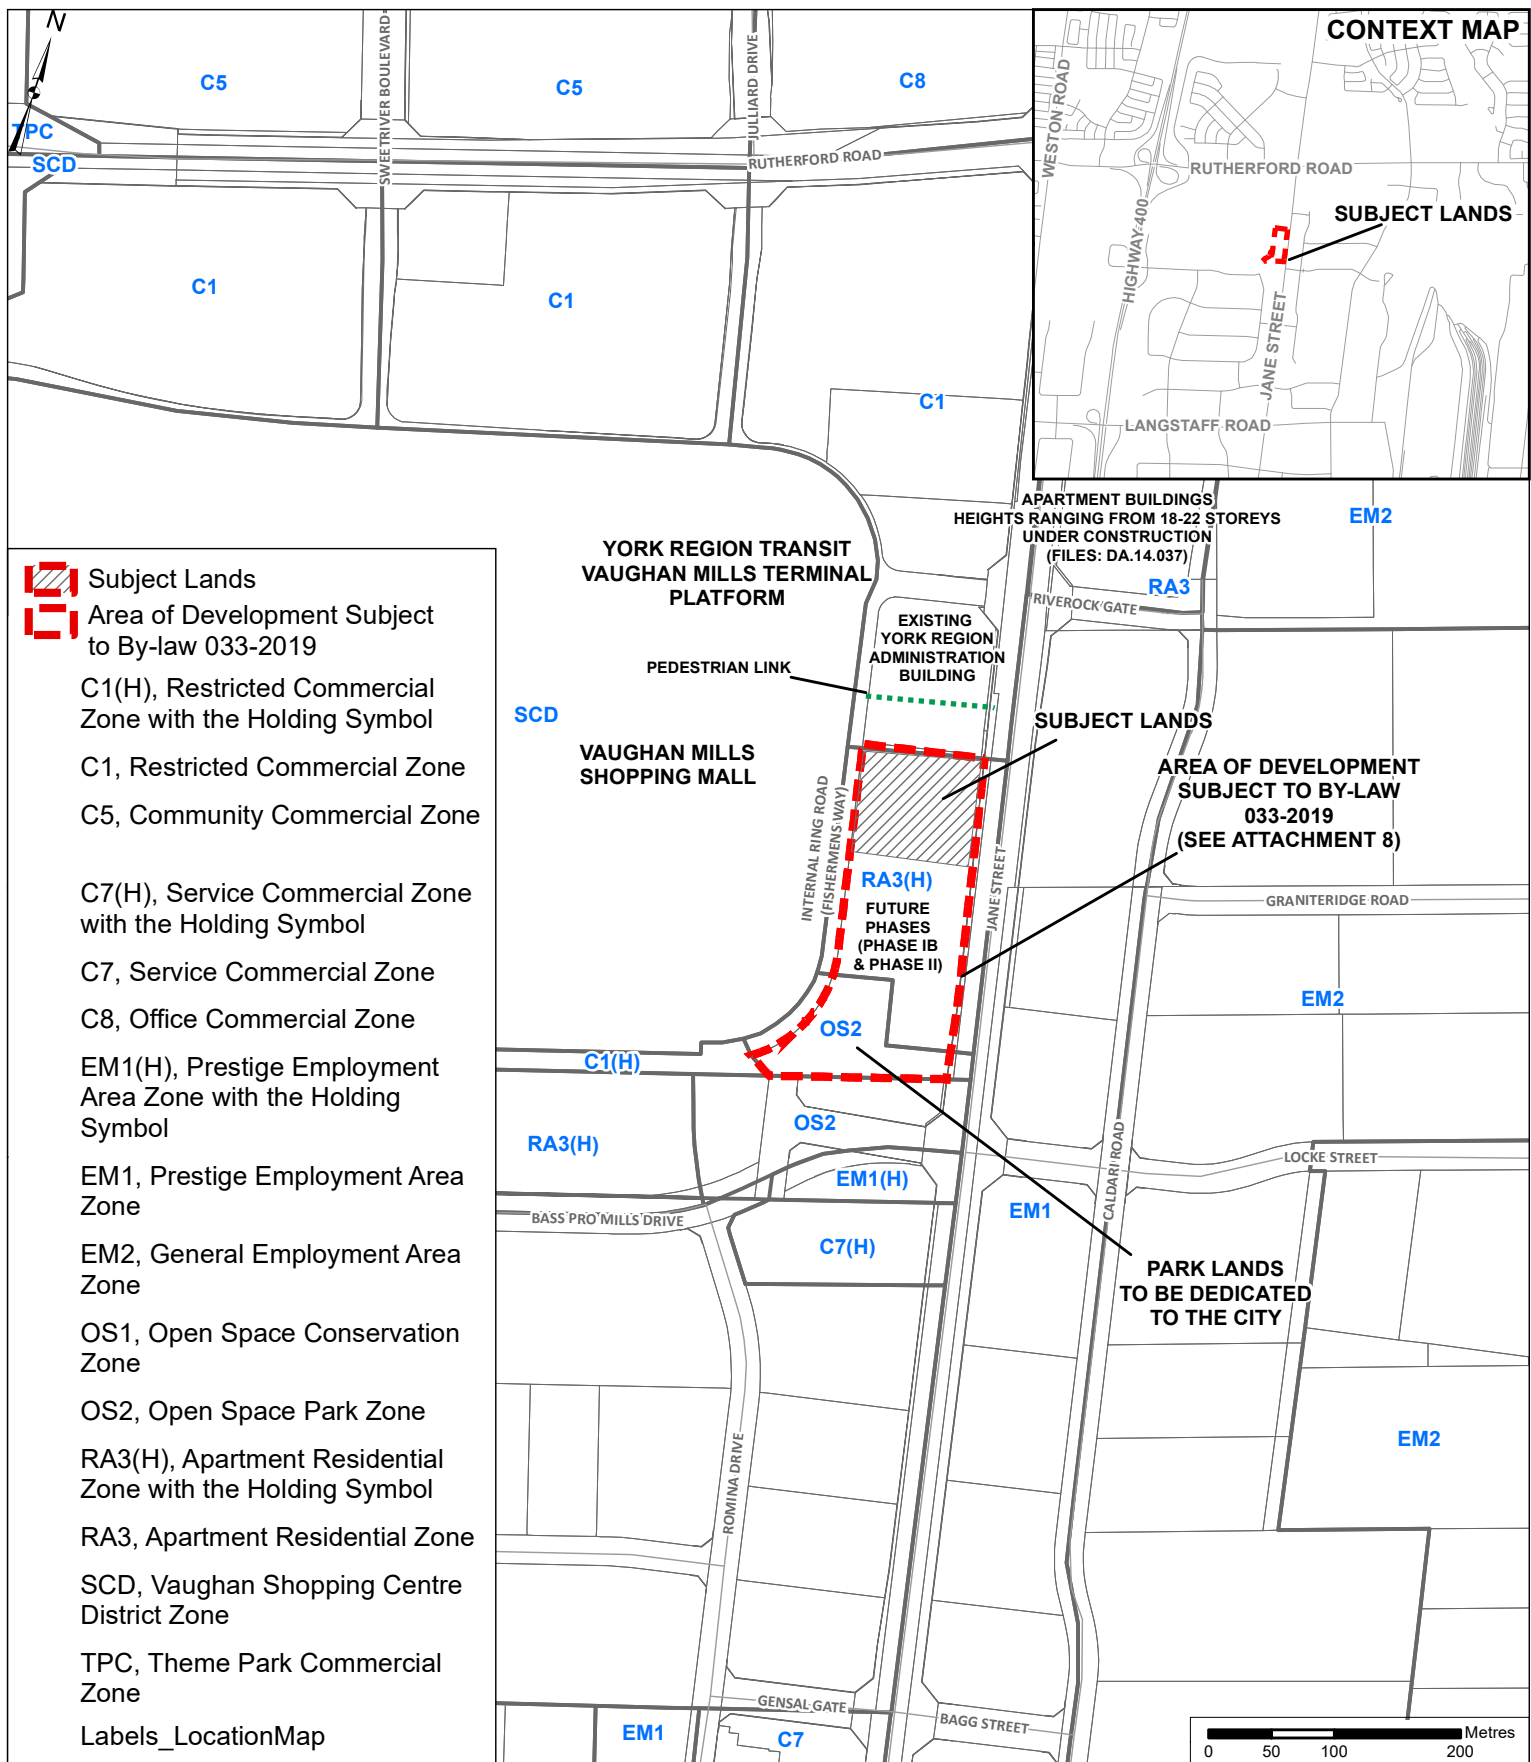 N
CONTEXT MAP
WESTON ROAD
RUTHERFORD ROAD
HIGHWAY 400
SUBJECT LANDS
JANE STREET
LANGSTAFF ROAD
C5
C5
C8
SWEETRIVER BOULEVARD
JULLIARD DRIVE
TPC
SCD
RUTHERFORD ROAD
C1
C1
C1
APARTMENT BUILDINGS
HEIGHTS RANGING FROM 18-22 STOREYS
UNDER CONSTRUCTION
(FILES: DA.14.037)
EM2
RA3
RIVEROCK GATE
YORK REGION TRANSIT
VAUGHAN MILLS TERMINAL
PLATFORM
EXISTING
YORK REGION
ADMINISTRATION
BUILDING
PEDESTRIAN LINK
SCD
VAUGHAN MILLS
SHOPPING MALL
SUBJECT LANDS
AREA OF DEVELOPMENT
SUBJECT TO BY-LAW
033-2019
(SEE ATTACHMENT 8)
INTERNAL RING ROAD
(FISHERMENS WAY)
JANE STREET
RA3(H)
FUTURE
PHASES
(PHASE IB
& PHASE II)
GRANITERIDGE ROAD
EM2
OS2
C1(H)
OS2
RA3(H)
EM1(H)
CALDARI ROAD
LOCKE STREET
BASS PRO MILLS DRIVE
EM1
C7(H)
PARK LANDS
TO BE DEDICATED
TO THE CITY
ROMINA DRIVE
EM2
GENSAL GATE
BAGG STREET
EM1
C7
Subject Lands
Area of Development Subject
to By-law 033-2019
C1(H), Restricted Commercial
Zone with the Holding Symbol
C1, Restricted Commercial Zone
C5, Community Commercial Zone
C7(H), Service Commercial Zone
with the Holding Symbol
C7, Service Commercial Zone
C8, Office Commercial Zone
EM1(H), Prestige Employment
Area Zone with the Holding
Symbol
EM1, Prestige Employment Area
Zone
EM2, General Employment Area
Zone
OS1, Open Space Conservation
Zone
OS2, Open Space Park Zone
RA3(H), Apartment Residential
Zone with the Holding Symbol
RA3, Apartment Residential Zone
SCD, Vaughan Shopping Centre
District Zone
TPC, Theme Park Commercial
Zone
Labels_LocationMap
Metres
0 50 100 200